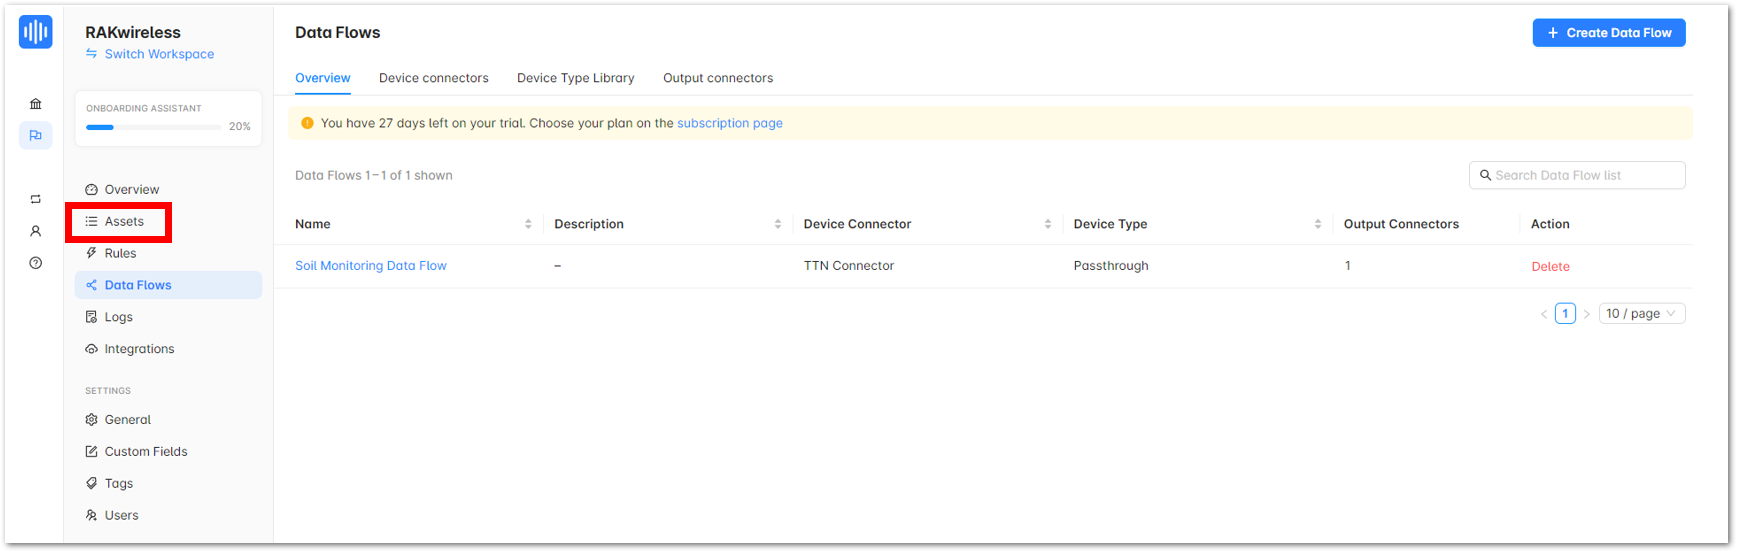 RAKwireless
Switch Workspace
ONBOARDING ASSISTANT
20%
Overview
Assets
Rules
Data Flows
Logs
Integrations
SETTINGS
General
Custom Fields
Tags
Users
Data Flows
+ Create Data Flow
Overview Device connectors Device Type Library Output connectors
You have 27 days left on your trial. Choose your plan on the subscription page
Data Flows 1–1 of 1 shown
Search Data Flow list
Name Description Device Connector Device Type Output Connectors Action
Soil Monitoring Data Flow – TTN Connector Passthrough 1 Delete
< 1 > 10 / page